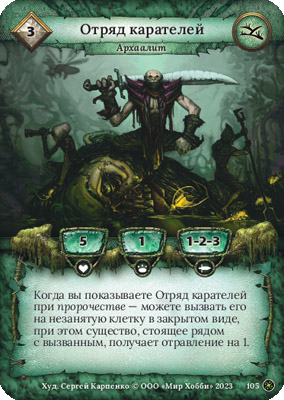 3
Отряд карателей
Архаалит
5
1
1-2-3
Когда вы показываете Отряд карателей
при пророчестве — можете вызвать его
на незанятую клетку в закрытом виде,
при этом существо, стоящее рядом
с вызванным, получает отравление на 1.
Худ. Сергей Карпенко © ООО «Мир Хобби» 2023
105